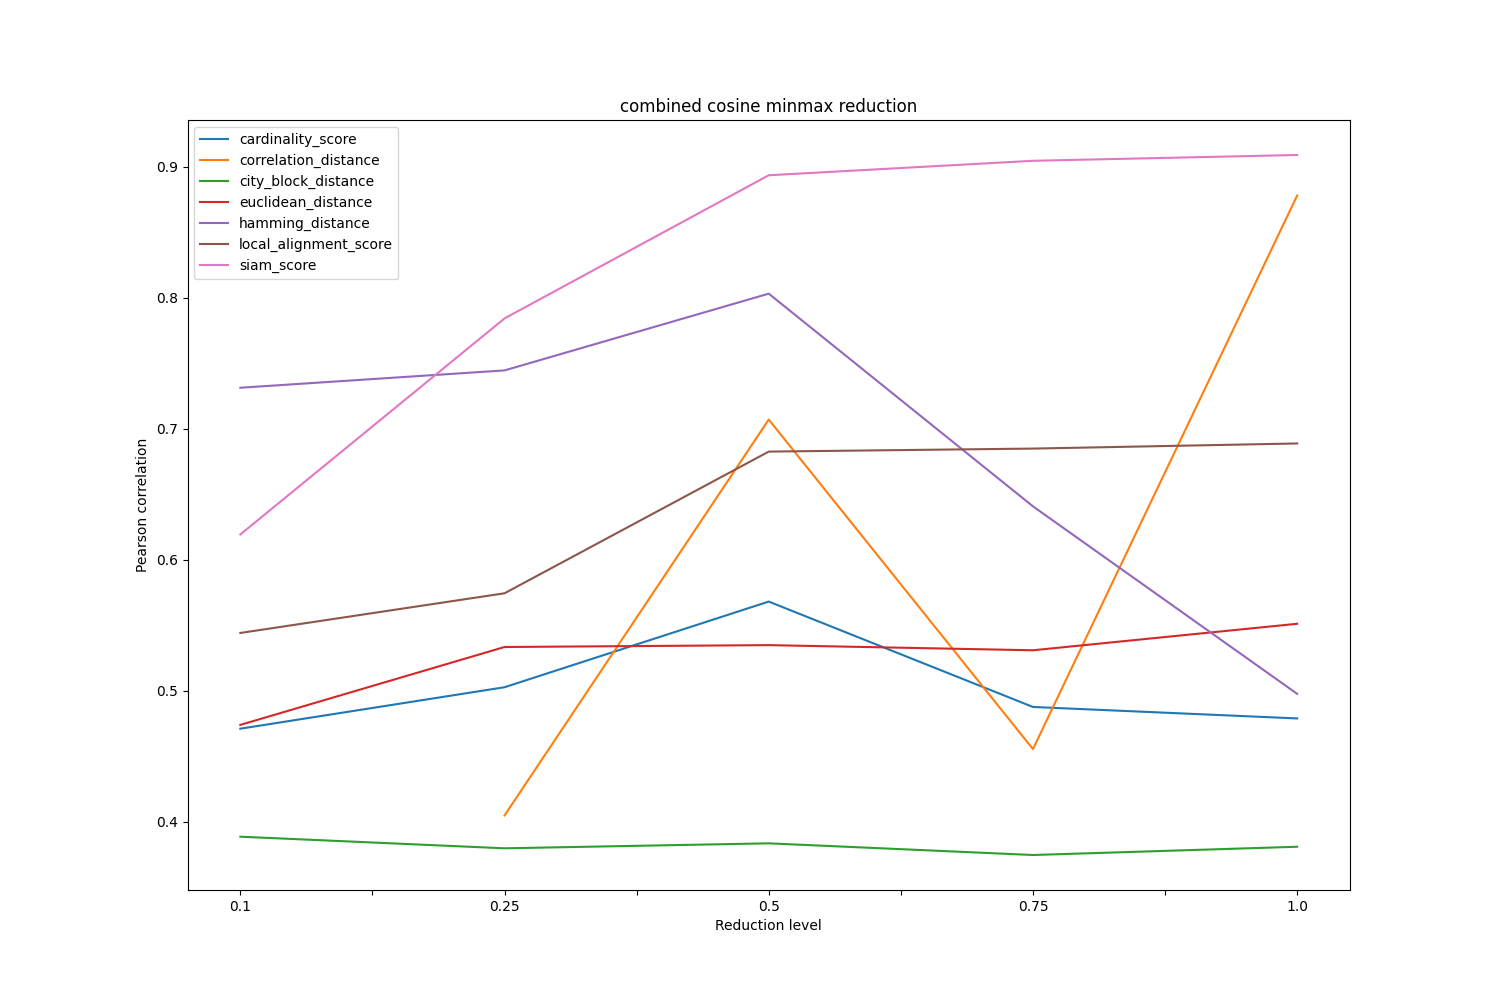 combined cosine minmax reduction
cardinality_score
correlation_distance
city_block_distance
euclidean_distance
hamming_distance
local_alignment_score
siam_score
0.9
0.8
0.7
0.6
0.5
0.4
Pearson correlation
0.1 0.25 0.5 0.75 1.0
Reduction level